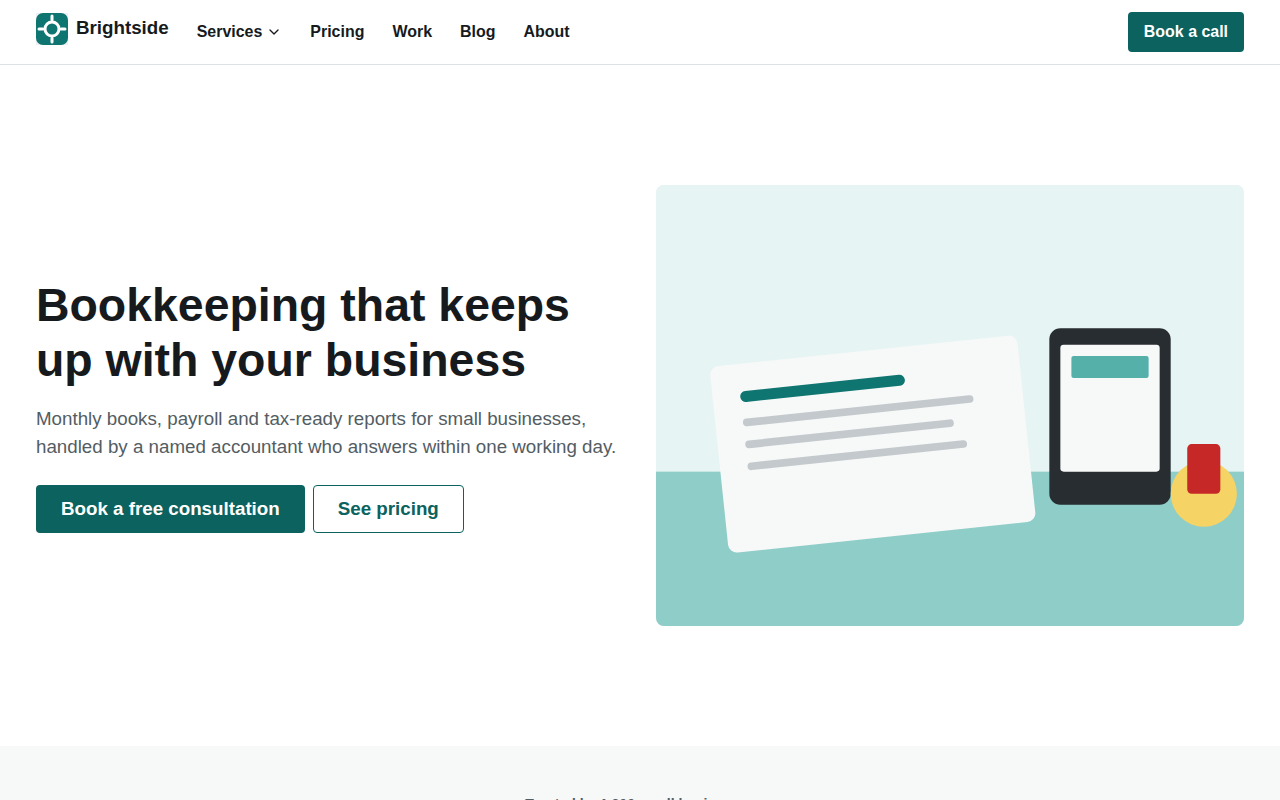 Brightside
Services
Pricing
Work
Blog
About
Book a call
Bookkeeping that keeps
up with your business
Monthly books, payroll and tax-ready reports for small businesses,
handled by a named accountant who answers within one working day.
Book a free consultation
See pricing